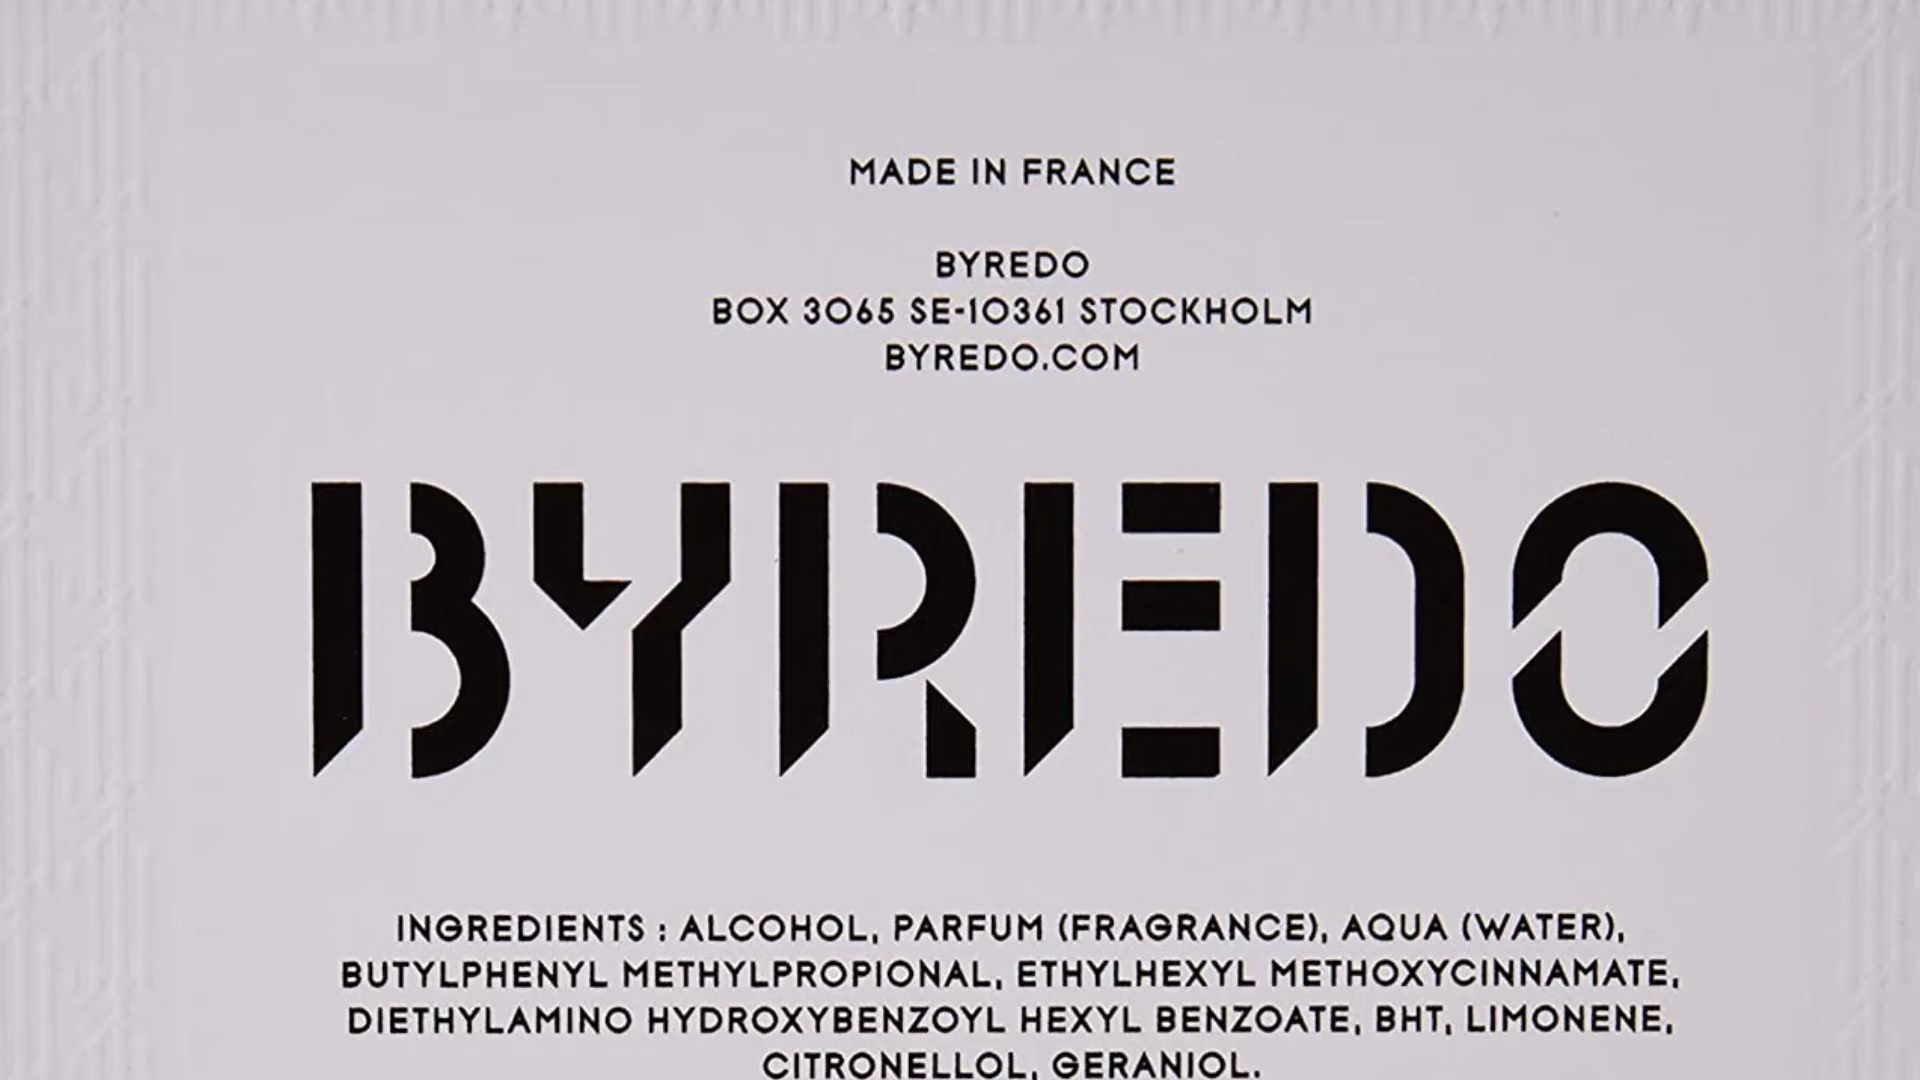 MADE IN FRANCE
BYREDO
BOX 3065 SE-10361 STOCKHOLM
BYREDO.COM
BYREDO
INGREDIENTS : ALCOHOL, PARFUM (FRAGRANCE), AQUA (WATER),
BUTYLPHENYL METHYLPROPIONAL, ETHYLHEXYL METHOXYCINNAMATE,
DIETHYLAMINO HYDROXYBENZOYL HEXYL BENZOATE, BHT, LIMONENE,
CITRONELLOL, GERANIOL.